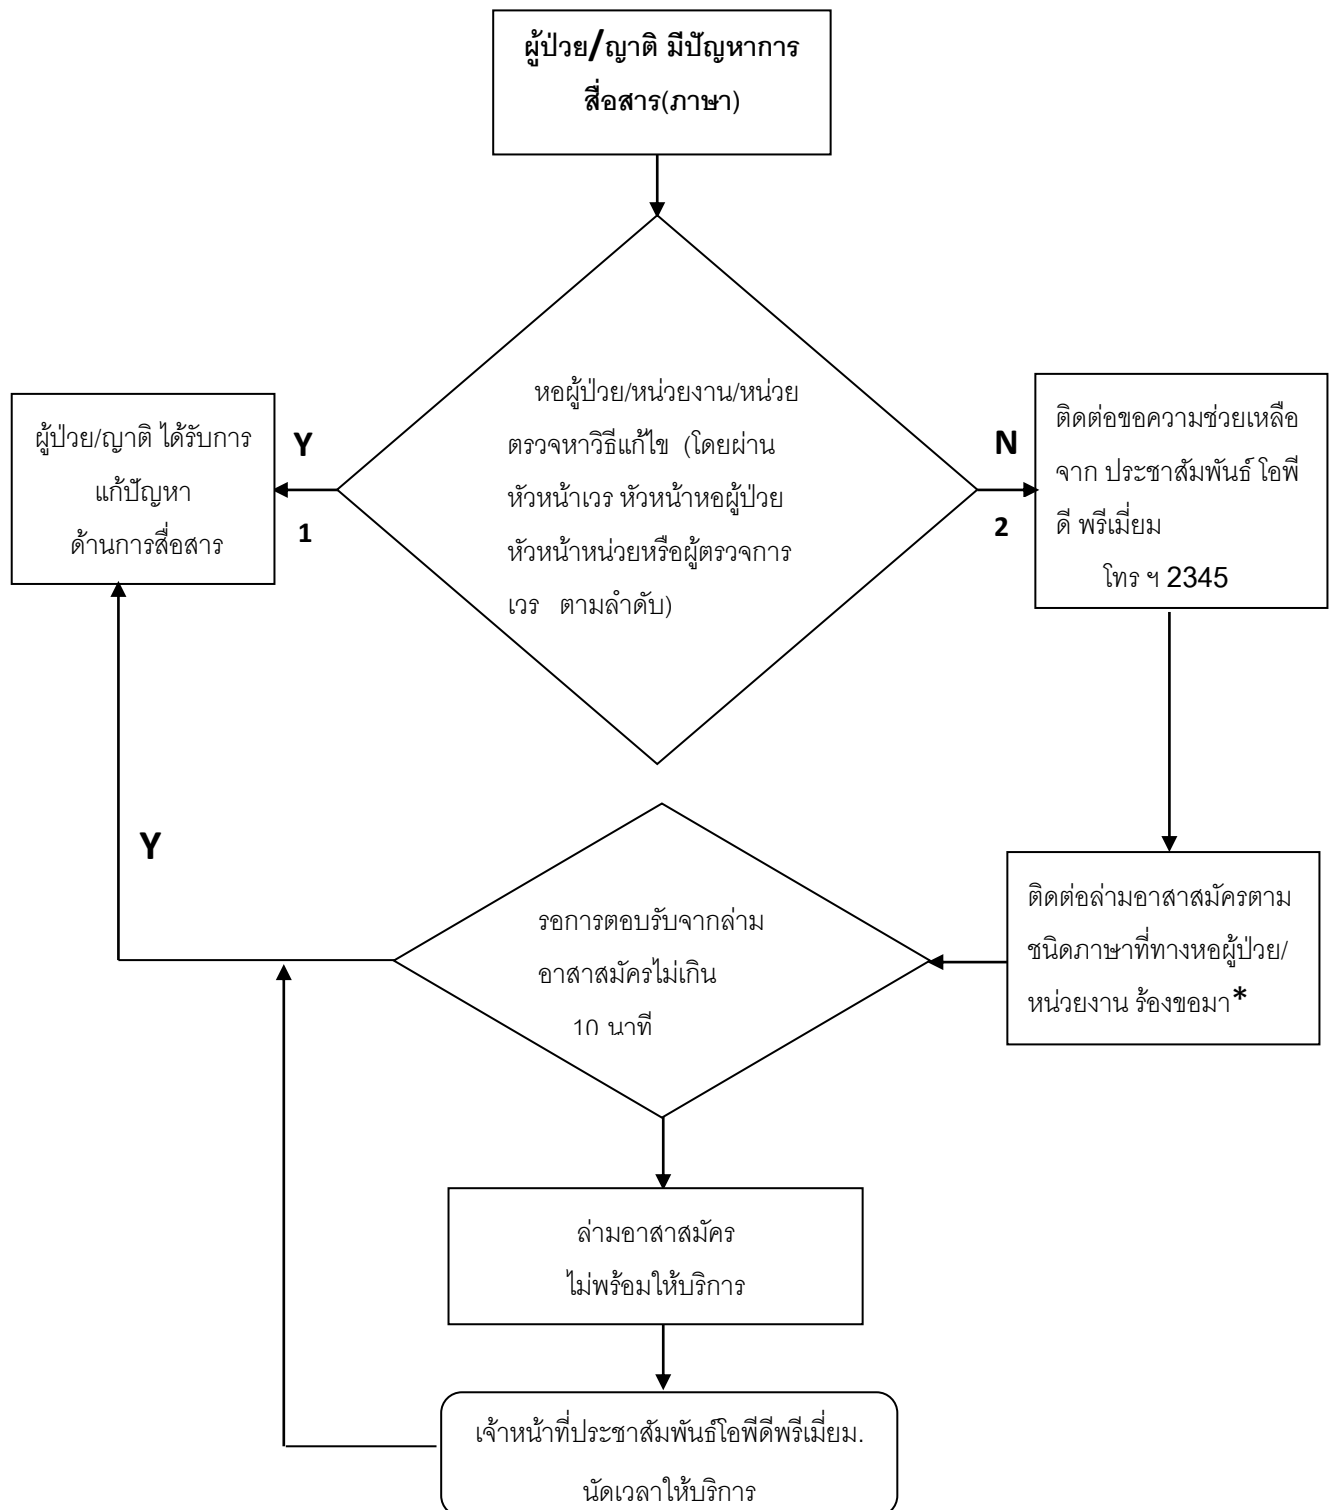 ผู้ป่วย/ญาติ มีปัญหาการ
สื่อสาร(ภาษา)
หอผู้ป่วย/หน่วยงาน/หน่วย
ตรวจหาวิธีแก้ไข (โดยผ่าน
หัวหน้าเวร หัวหน้าหอผู้ป่วย
หัวหน้าหน่วยหรือผู้ตรวจการ
เวร ตามลำดับ)
Y
1
ผู้ป่วย/ญาติ ได้รับการ
แก้ปัญหา
ด้านการสื่อสาร
N
2
ติดต่อขอความช่วยเหลือ
จาก ประชาสัมพันธ์ โอพี
ดี พรีเมี่ยม
โทร ฯ 2345
ติดต่อล่ามอาสาสมัครตาม
ชนิดภาษาที่ทางหอผู้ป่วย/
หน่วยงาน ร้องขอมา*
รอการตอบรับจากล่าม
อาสาสมัครไม่เกิน
10 นาที
Y
ล่ามอาสาสมัคร
ไม่พร้อมให้บริการ
เจ้าหน้าที่ประชาสัมพันธ์โอพีดีพรีเมี่ยม.
นัดเวลาให้บริการ